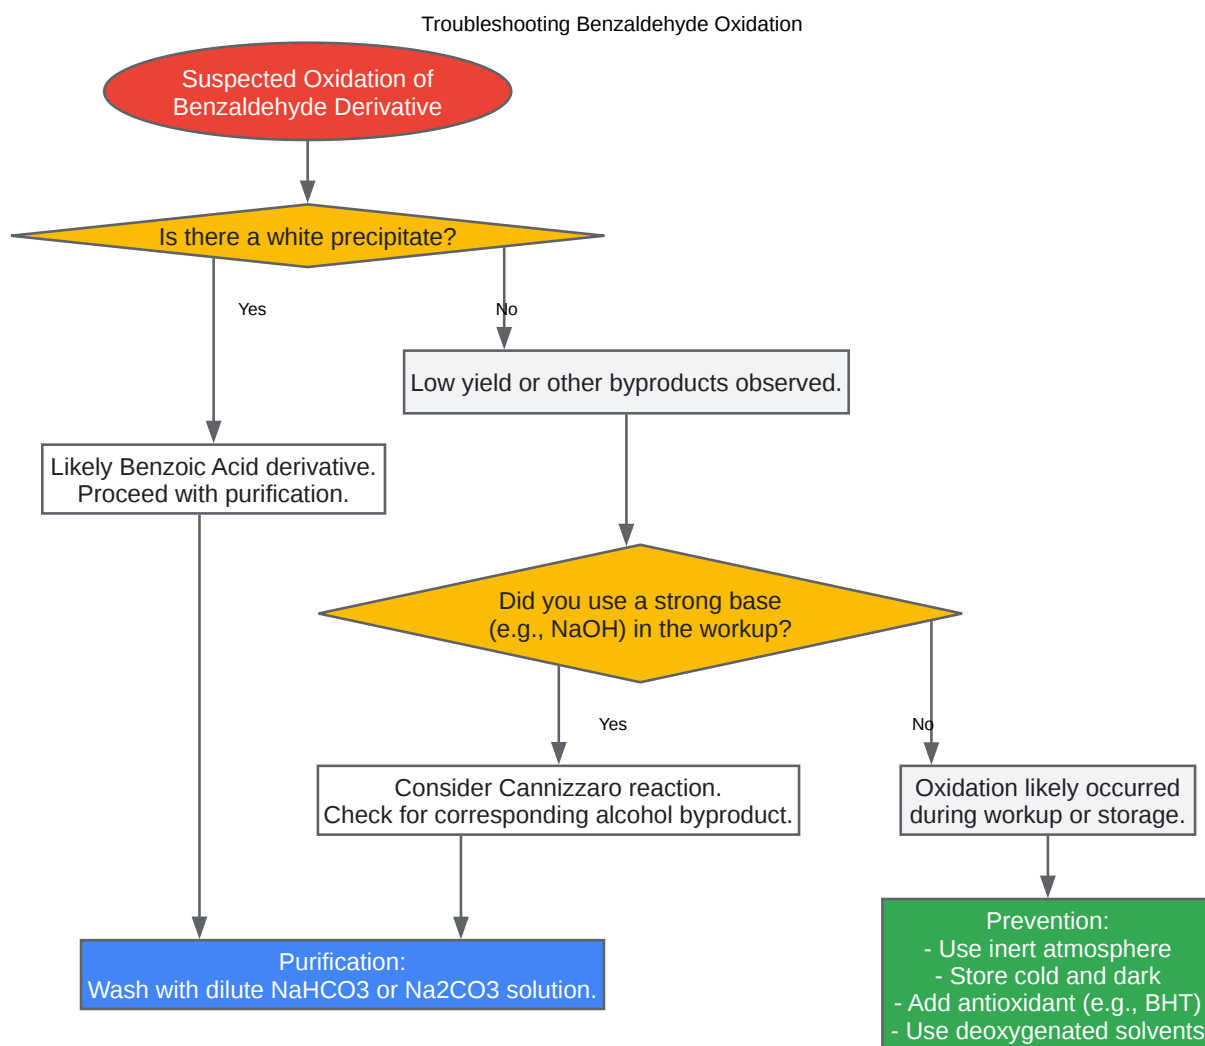 Troubleshooting Benzaldehyde Oxidation
Suspected Oxidation of
Benzaldehyde Derivative
Is there a white precipitate?
Yes
No
Low yield or other byproducts observed.
Likely Benzoic Acid derivative.
Proceed with purification.
Did you use a strong base
(e.g., NaOH) in the workup?
Yes
No
Consider Cannizzaro reaction.
Check for corresponding alcohol byproduct.
Oxidation likely occurred
during workup or storage.
Purification:
Wash with dilute NaHCO3 or Na2CO3 solution.
Prevention:
- Use inert atmosphere
- Store cold and dark
- Add antioxidant (e.g., BHT)
- Use deoxygenated solvents